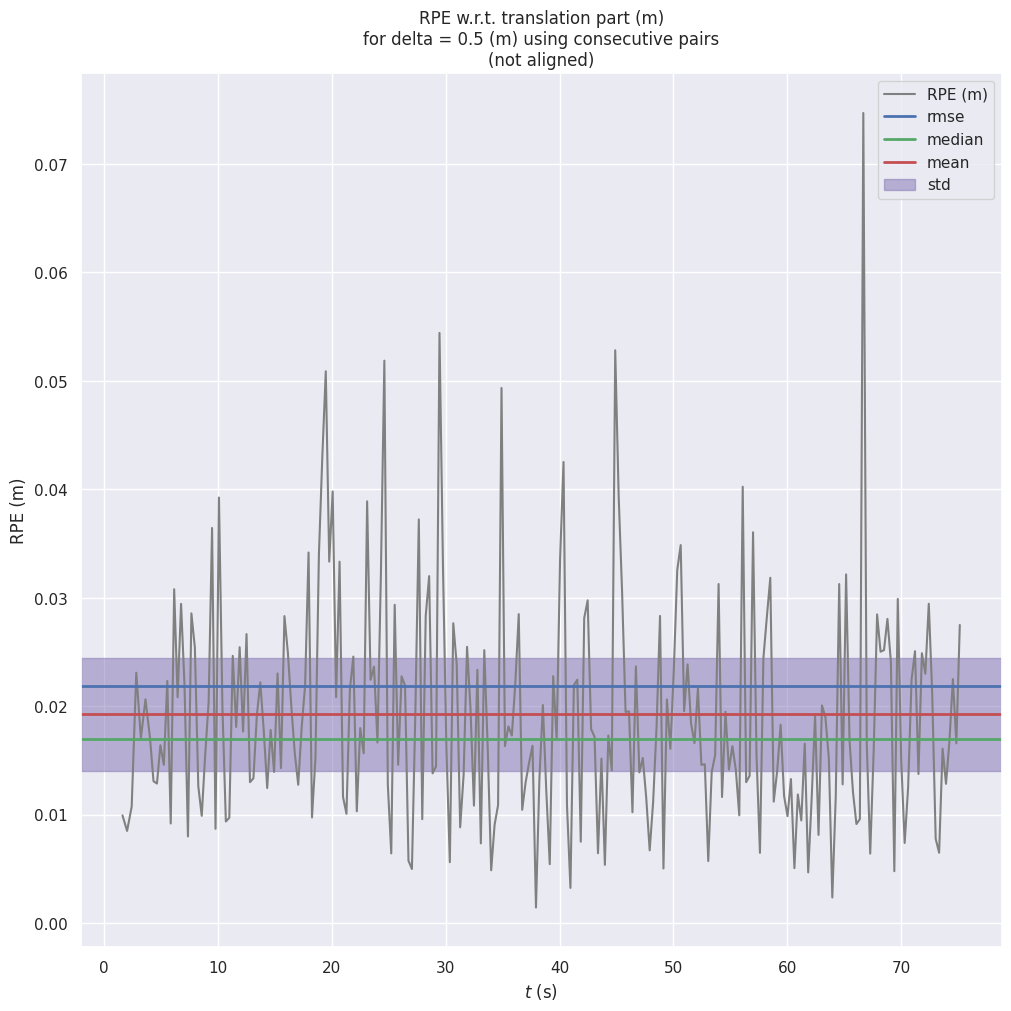 RPE w.r.t. translation part (m)
for delta = 0.5 (m) using consecutive pairs
(not aligned)
RPE (m)
rmse
median
mean
std
0.07
0.06
0.05
0.04
0.03
0.02
0.01
0.00
RPE (m)
0
10
20
30
40
50
60
70
t (s)